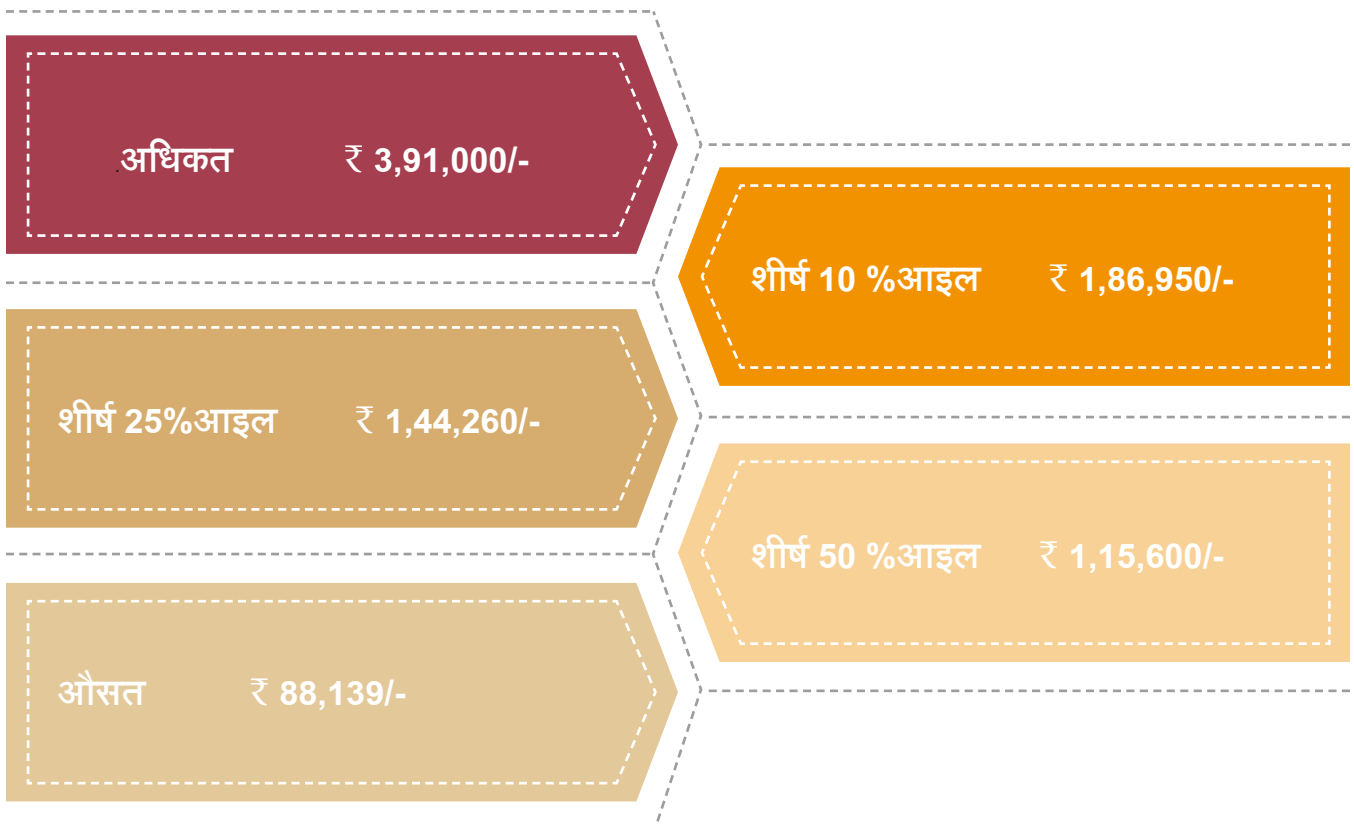 अधिकत ₹ 3,91,000/-
शीर्ष 10 %आइल ₹ 1,86,950/-
शीर्ष 25%आइल ₹ 1,44,260/-
शीर्ष 50 %आइल ₹ 1,15,600/-
औसत ₹ 88,139/-